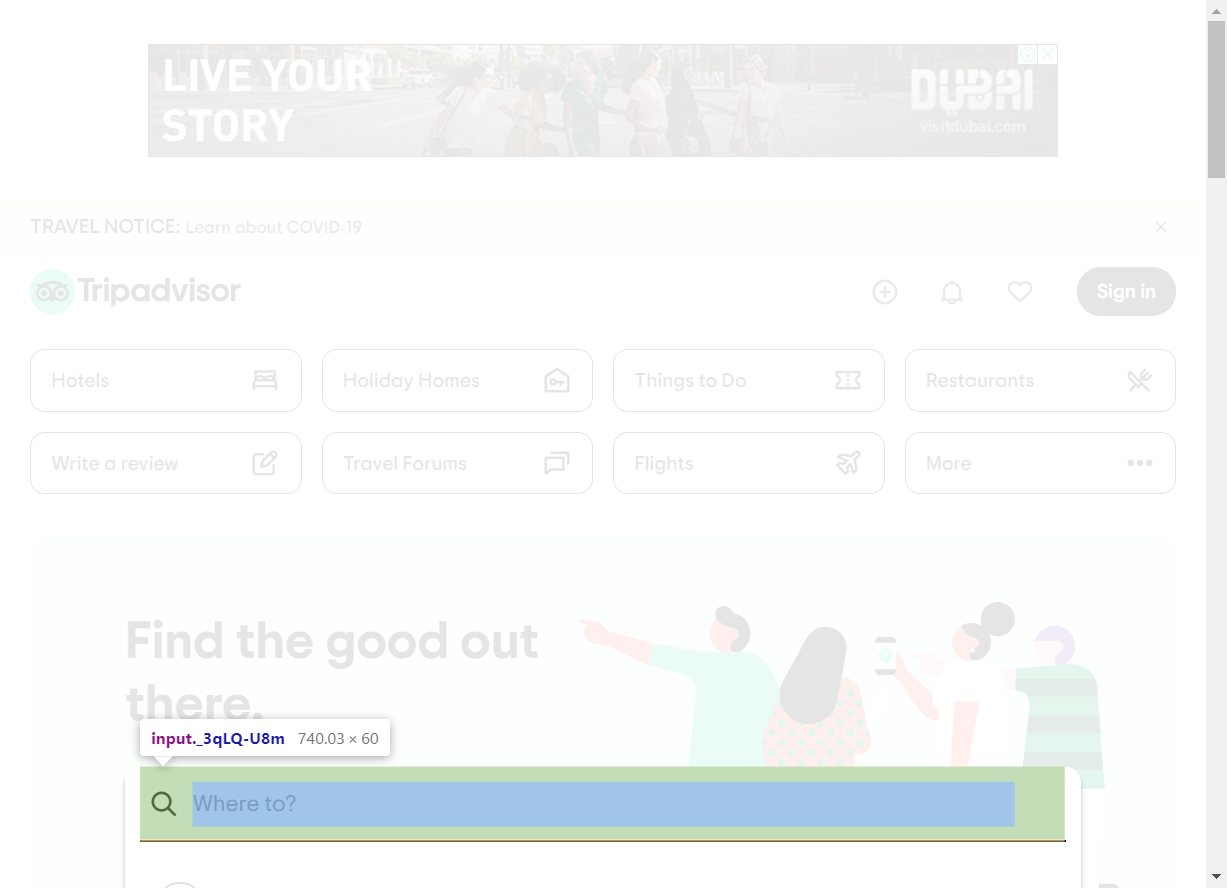 LIVE YOUR
STORY
DUBAI
visitdubai.com
TRAVEL NOTICE: Learn about COVID-19
Tripadvisor
Sign in
Hotels
Holiday Homes
Things to Do
Restaurants
Write a review
Travel Forums
Flights
More
Find the good out
there.
input._3qLQ-U8m 740.03 × 60
Where to?